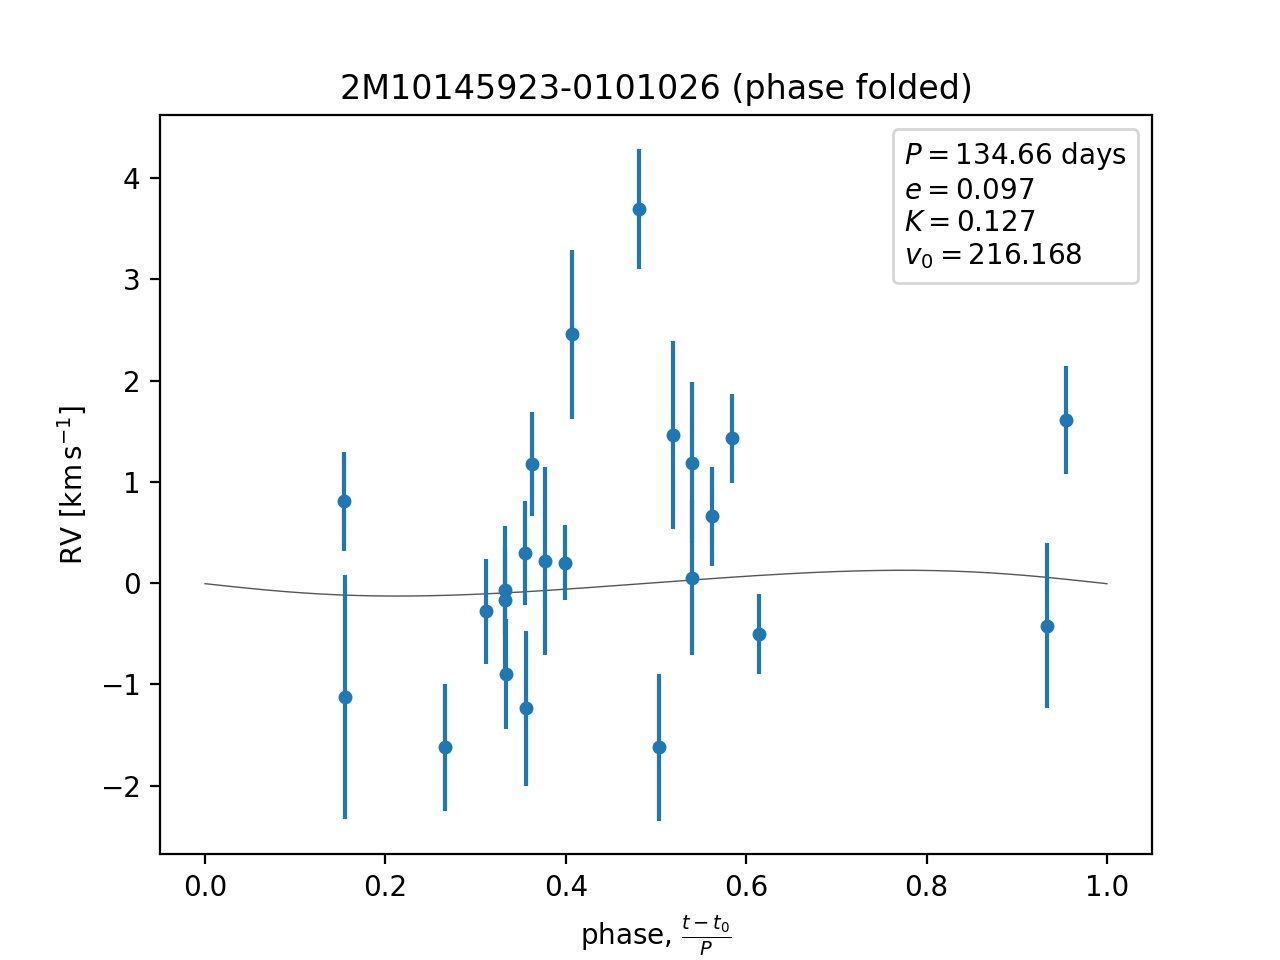 2M10145923-0101026 (phase folded)
P = 134.66 days
e = 0.097
K = 0.127
v₀ = 216.168
RV [km s⁻¹]
4
3
2
1
0
−1
−2
0.0 0.2 0.4 0.6 0.8 1.0
phase, (t − t₀)/P